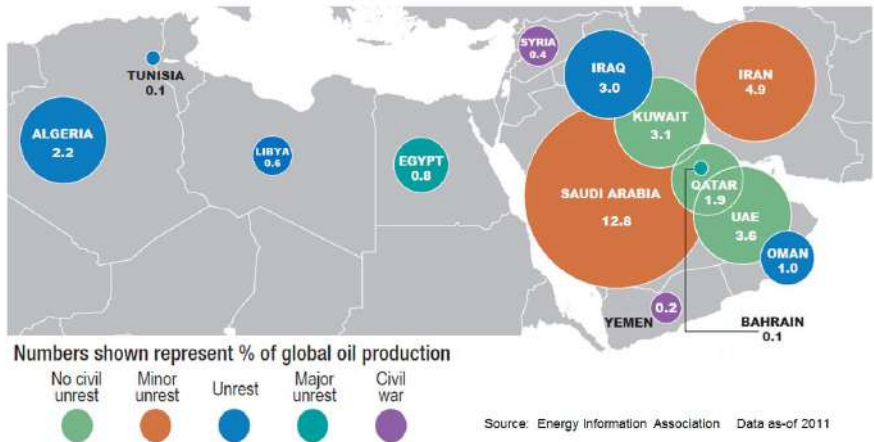 TUNISIA
0.1
ALGERIA
2.2
LIBYA
0.6
EGYPT
0.8
SYRIA
0.4
IRAQ
3.0
IRAN
4.9
KUWAIT
3.1
SAUDI ARABIA
12.8
QATAR
1.9
UAE
3.6
OMAN
1.0
YEMEN
0.2
BAHRAIN
0.1
Numbers shown represent % of global oil production
No civil
unrest
Minor
unrest
Unrest
Major
unrest
Civil
war
Source: Energy Information Association Data as-of 2011